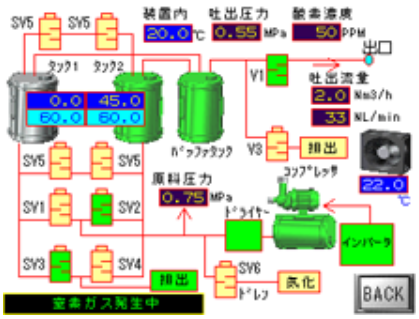 SV5 SV5 装置内 吐出圧力 酸素濃度
20.0 ℃ 0.55 MPa 50 PPM
出口
タンク1 タンク2 V1
吐出流量
0.0 45.0 2.0 Nm3/h
60.0 60.0 33 NL/min
バッファタンク V3 排出
SV5 SV5 コンプレッサ
原料圧力 22.0 ℃
SV1 SV2 0.75 MPa
ドライヤー
インバータ
SV3 SV4 排出 SV6 気化
ドレン
窒素ガス発生中
BACK